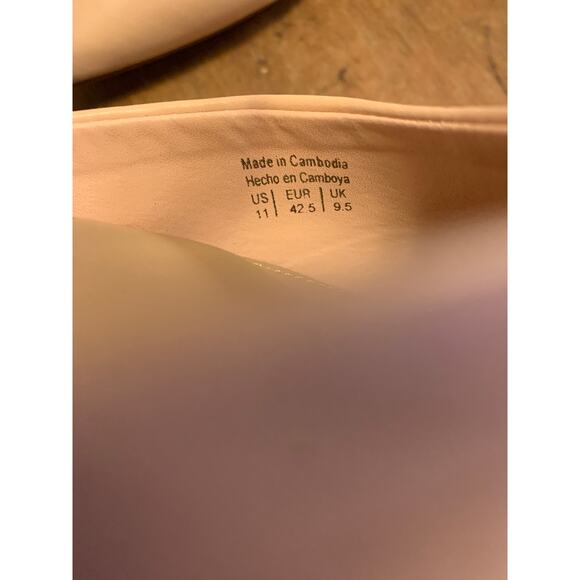 Made in Cambodia
Hecho en Camboya
US | EUR | UK
11 | 42.5 | 9.5